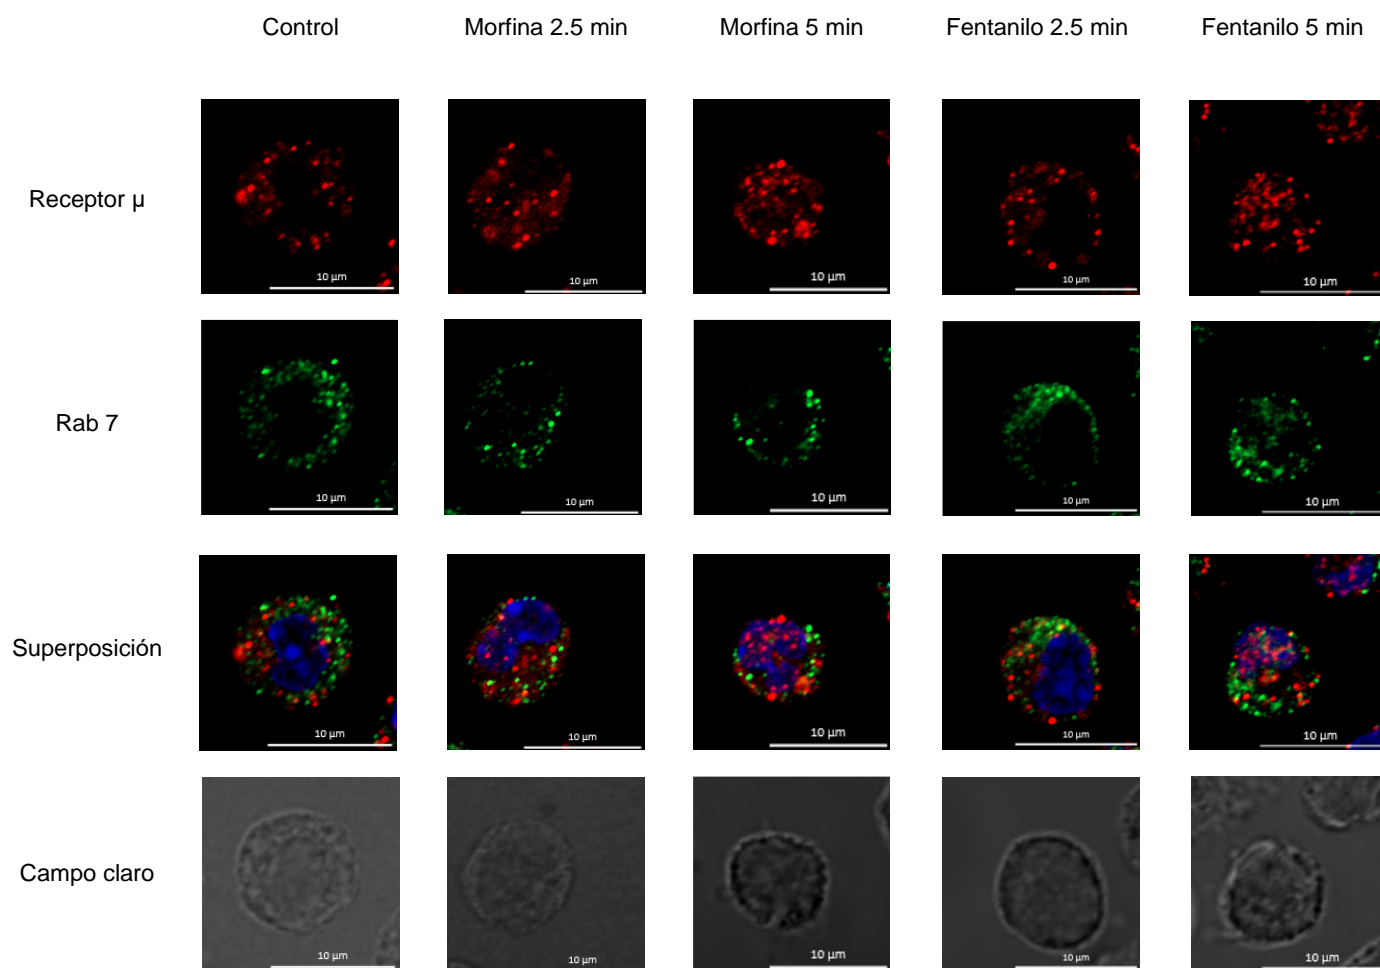 Control Morfina 2.5 min Morfina 5 min Fentanilo 2.5 min Fentanilo 5 min
Receptor µ
10 µm 10 µm 10 µm 10 µm 10 µm
Rab 7
10 µm 10 µm 10 µm 10 µm 10 µm
Superposición
10 µm 10 µm 10 µm 10 µm 10 µm
Campo claro
10 µm 10 µm 10 µm 10 µm 10 µm